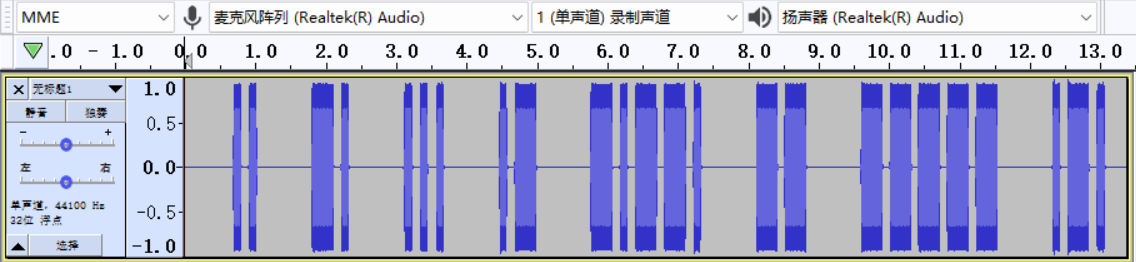 MME 麦克风阵列 (Realtek(R) Audio) 1 (单声道) 录制声道 扬声器 (Realtek(R) Audio)
.0 - 1.0 0.0 1.0 2.0 3.0 4.0 5.0 6.0 7.0 8.0 9.0 10.0 11.0 12.0 13.0
× 无标题1 1.0
静音 独奏
- + 0.5
0.0
左 右
单声道, 44100 Hz -0.5
32位 浮点
选择 -1.0